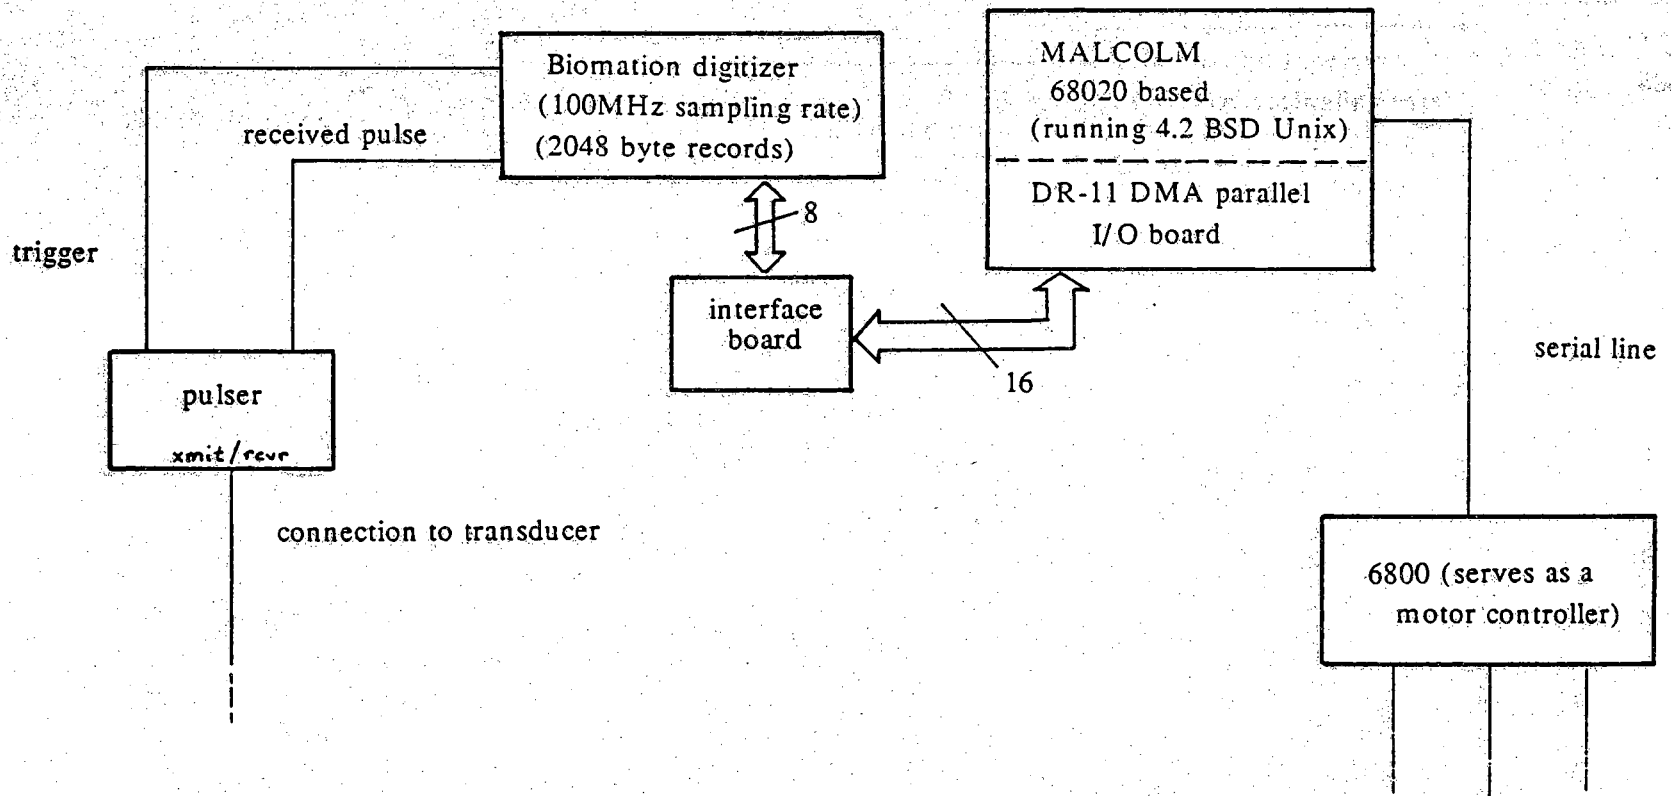 Biomation digitizer
(100MHz sampling rate)
(2048 byte records)
MALCOLM
68020 based
(running 4.2 BSD Unix)
DR-11 DMA parallel
I/O board
received pulse
trigger
8
interface
board
16
serial line
pulser
xmit/rcvr
connection to transducer
6800 (serves as a
motor controller)